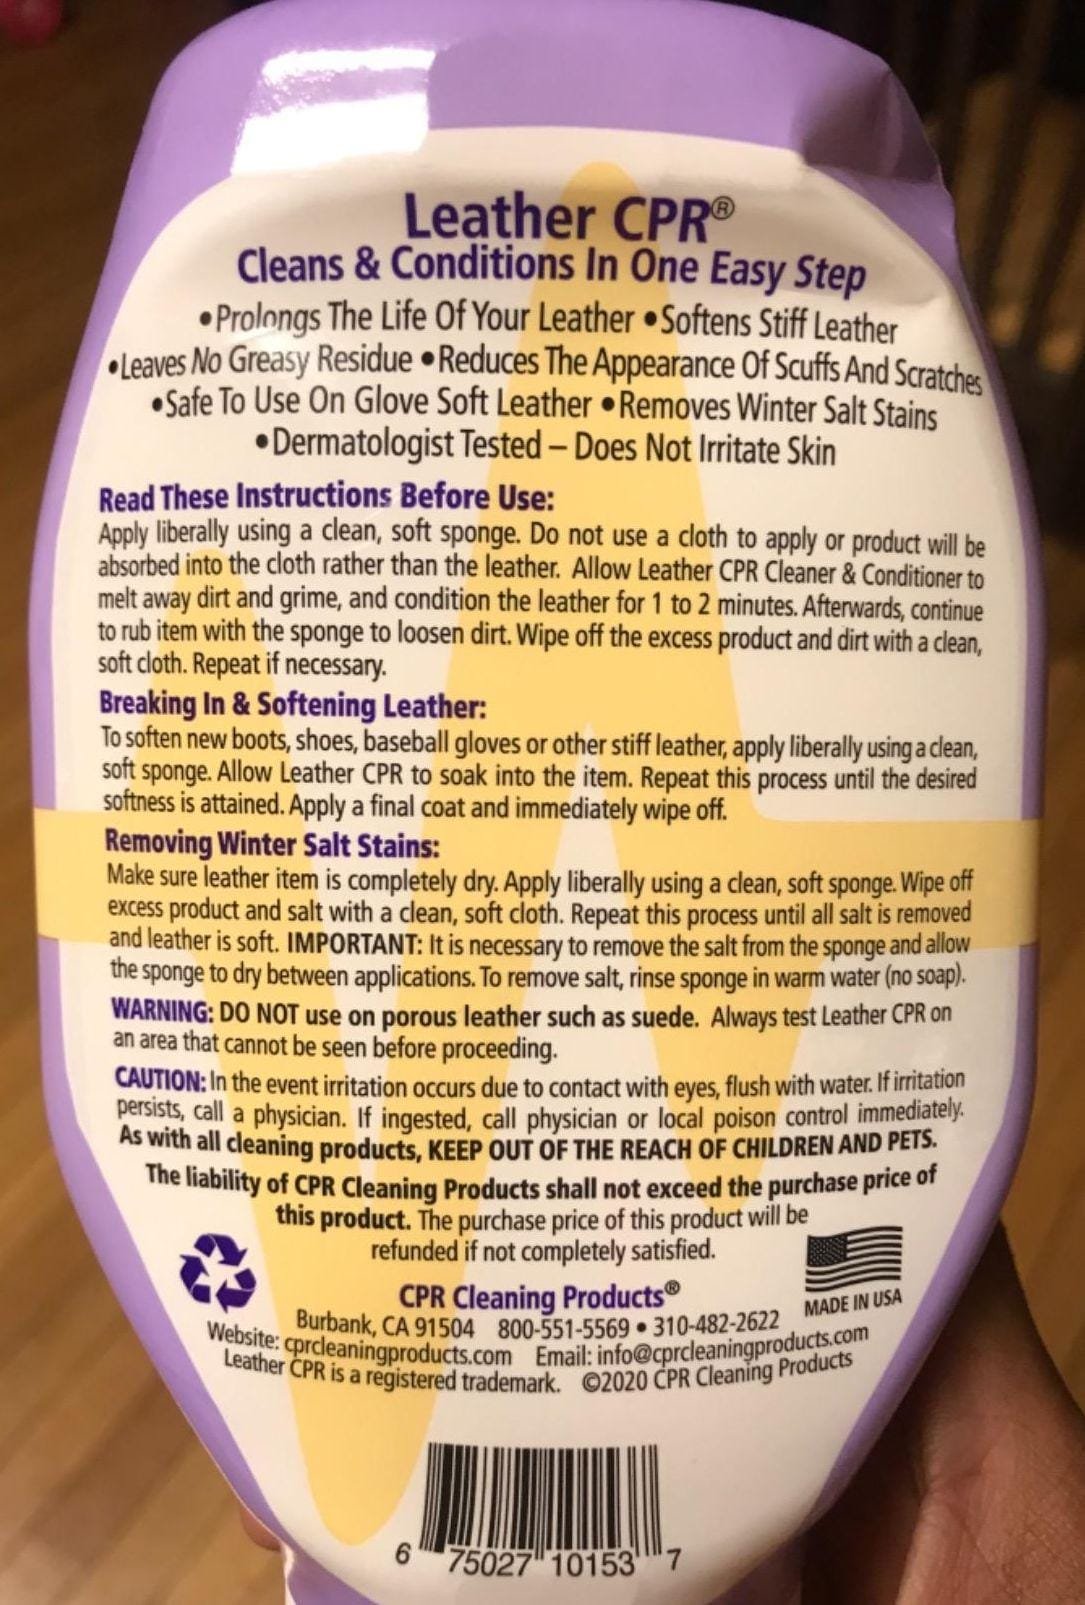 Leather CPR®
Cleans & Conditions In One Easy Step
•Prolongs The Life Of Your Leather •Softens Stiff Leather
•Leaves No Greasy Residue •Reduces The Appearance Of Scuffs And Scratches
•Safe To Use On Glove Soft Leather •Removes Winter Salt Stains
•Dermatologist Tested – Does Not Irritate Skin
Read These Instructions Before Use:
Apply liberally using a clean, soft sponge. Do not use a cloth to apply or product will be
absorbed into the cloth rather than the leather. Allow Leather CPR Cleaner & Conditioner to
melt away dirt and grime, and condition the leather for 1 to 2 minutes. Afterwards, continue
to rub item with the sponge to loosen dirt. Wipe off the excess product and dirt with a clean,
soft cloth. Repeat if necessary.
Breaking In & Softening Leather:
To soften new boots, shoes, baseball gloves or other stiff leather, apply liberally using a clean,
soft sponge. Allow Leather CPR to soak into the item. Repeat this process until the desired
softness is attained. Apply a final coat and immediately wipe off.
Removing Winter Salt Stains:
Make sure leather item is completely dry. Apply liberally using a clean, soft sponge. Wipe off
excess product and salt with a clean, soft cloth. Repeat this process until all salt is removed
and leather is soft. IMPORTANT: It is necessary to remove the salt from the sponge and allow
the sponge to dry between applications. To remove salt, rinse sponge in warm water (no soap).
WARNING: DO NOT use on porous leather such as suede. Always test Leather CPR on
an area that cannot be seen before proceeding.
CAUTION: In the event irritation occurs due to contact with eyes, flush with water. If irritation
persists, call a physician. If ingested, call physician or local poison control immediately.
As with all cleaning products, KEEP OUT OF THE REACH OF CHILDREN AND PETS.
The liability of CPR Cleaning Products shall not exceed the purchase price of
this product. The purchase price of this product will be
refunded if not completely satisfied.
CPR Cleaning Products®
MADE IN USA
Burbank, CA 91504 800-551-5569 • 310-482-2622
Website: cprcleaningproducts.com Email: info@cprcleaningproducts.com
Leather CPR is a registered trademark. ©2020 CPR Cleaning Products
6 75027 10153 7